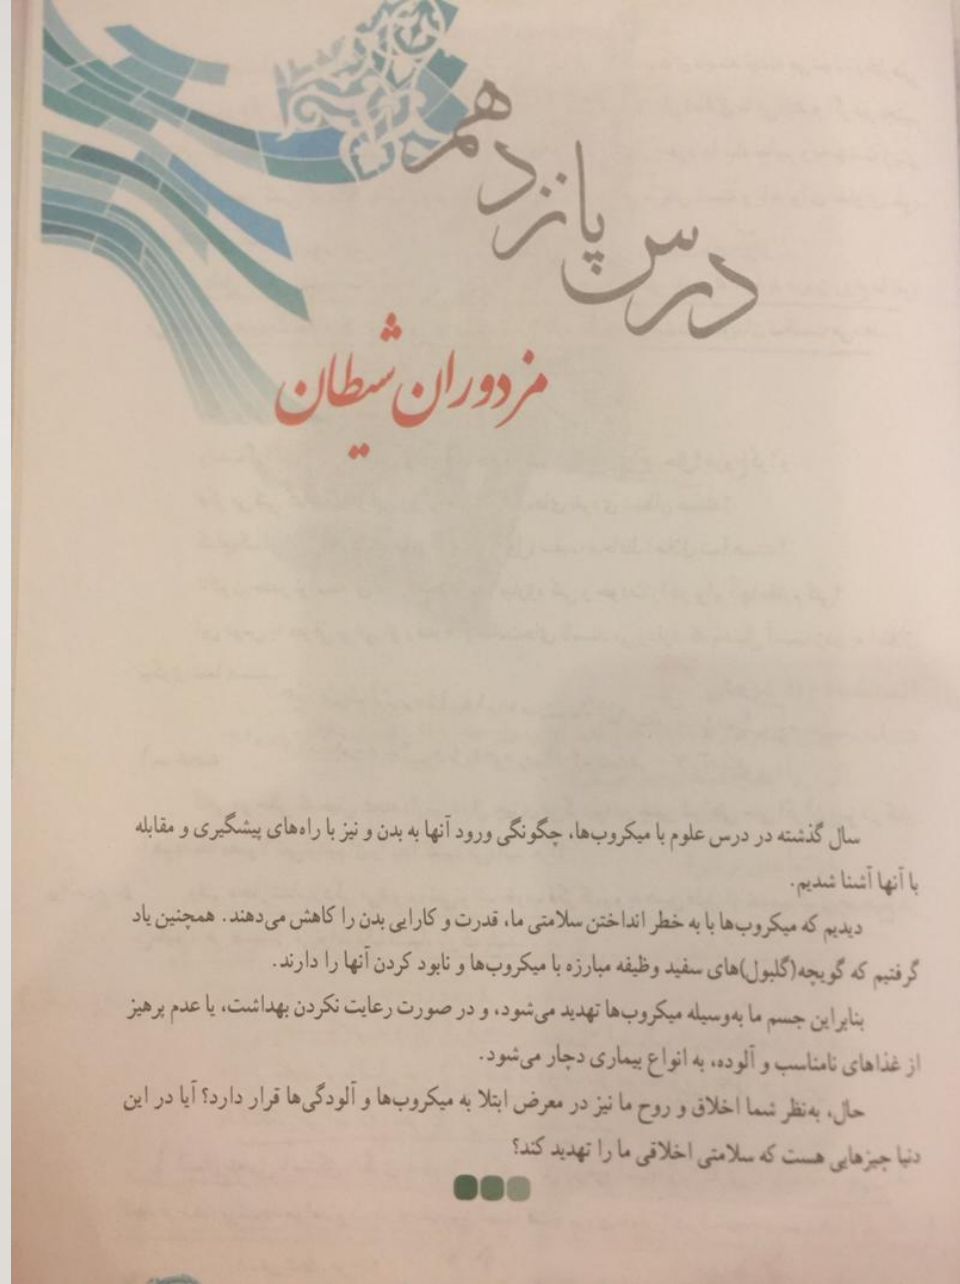 درس پانزدهم
مزدوران شیطان
سال گذشته در درس علوم با میکروب‌ها، چگونگی ورود آنها به بدن و نیز با راه‌های پیشگیری و مقابله
با آنها آشنا شدیم.
دیدیم که میکروب‌ها با به خطر انداختن سلامتی ما، قدرت و کارایی بدن را کاهش می‌دهند. همچنین یاد
گرفتیم که گویچه(گلبول)های سفید وظیفه مبارزه با میکروب‌ها و نابود کردن آنها را دارند.
بنابراین جسم ما به‌وسیله میکروب‌ها تهدید می‌شود، و در صورت رعایت نکردن بهداشت، یا عدم پرهیز
از غذاهای نامناسب و آلوده، به انواع بیماری دچار می‌شود.
حال، به‌نظر شما اخلاق و روح ما نیز در معرض ابتلا به میکروب‌ها و آلودگی‌ها قرار دارد؟ آیا در این
دنیا چیزهایی هست که سلامتی اخلاقی ما را تهدید کند؟